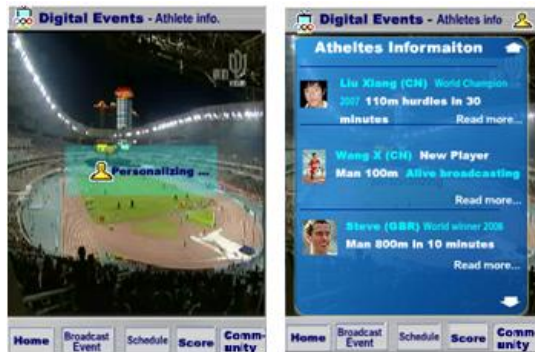 Digital Events - Athlete info.
Personalizing ...
Home
Broadcast
Event
Schedule
Score
Comm-
unity
Digital Events - Athletes info
Atheltes Informaiton
Liu Xiang (CN) World Champion
2007 110m hurdles in 30
minutes
Read more...
Wang X (CN) New Player
Man 100m Alive broadcasting
Read more...
Steve (GBR) World winner 2006
Man 800m in 10 minutes
Read more...
Home
Broadcast
Event
Schedule
Score
Comm-
unity